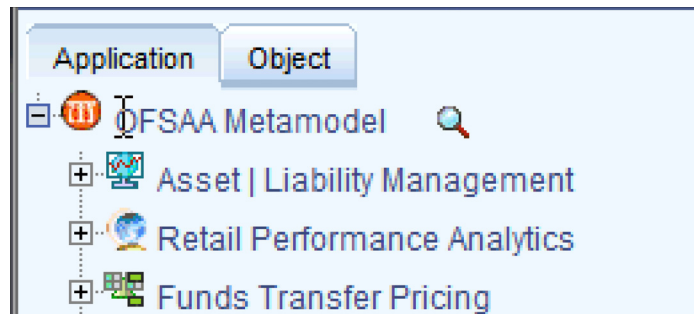 Application Object
OFSAA Metamodel
Asset | Liability Management
Retail Performance Analytics
Funds Transfer Pricing